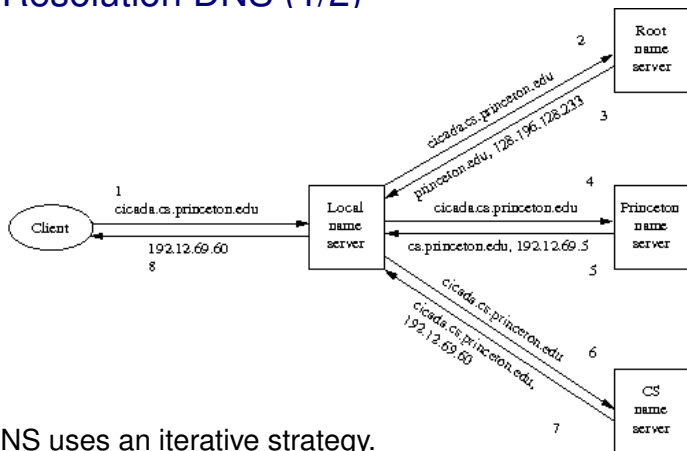 Resolution DNS (1/2)
2
Root
name
server
cicada.cs.princeton.edu
princeton.edu, 128.196.128.233
3
1
cicada.cs.princeton.edu
Client
192.12.69.60
8
Local
name
server
4
cicada.cs.princeton.edu
cs.princeton.edu, 192.12.69.5
5
Princeton
name
server
cicada.cs.princeton.edu
cicada.cs.princeton.edu,
192.12.69.60
6
7
CS
name
server
NS uses an iterative strategy.